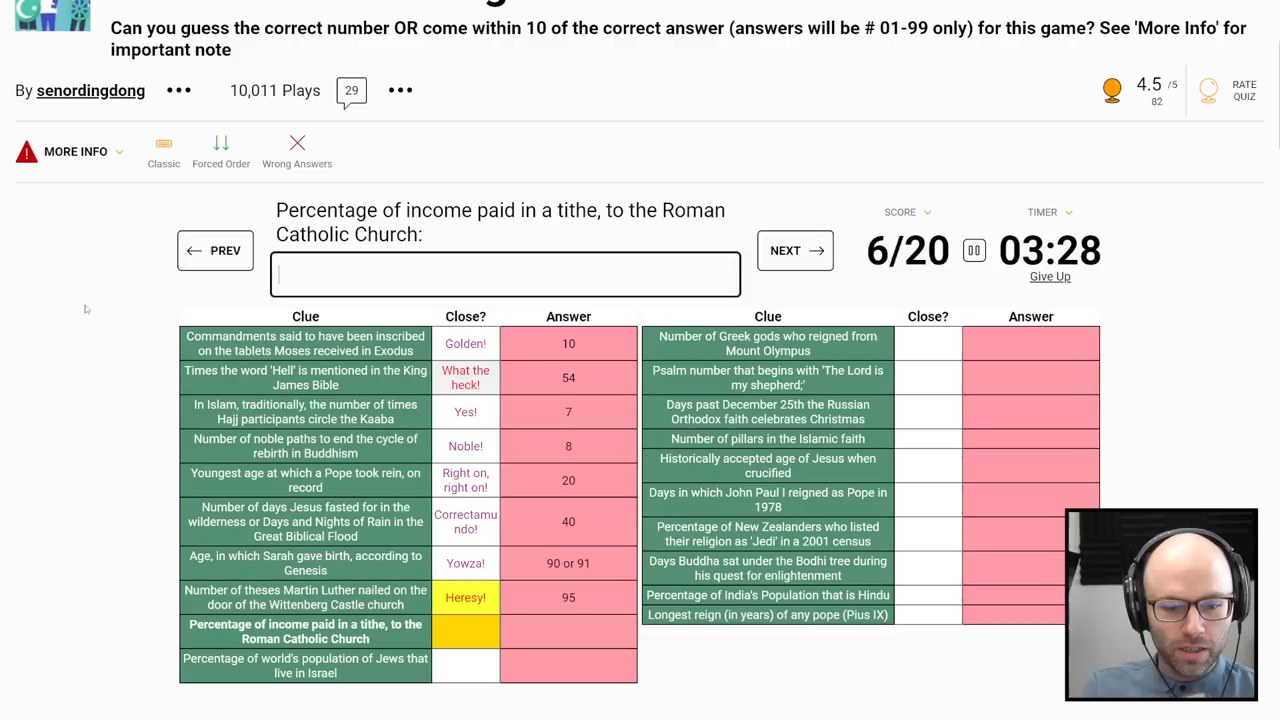 Can you guess the correct number OR come within 10 of the correct answer (answers will be # 01-99 only) for this game? See 'More Info' for
important note
By senordingdong ••• 10,011 Plays 29 •••
4.5 /5
82
RATE
QUIZ
MORE INFO
Classic
Forced Order
Wrong Answers
Percentage of income paid in a tithe, to the Roman
Catholic Church:
← PREV
NEXT →
SCORE
6/20
TIMER
03:28
Give Up
Clue Close? Answer
Commandments said to have been inscribed
on the tablets Moses received in Exodus
Golden!
10
Times the word 'Hell' is mentioned in the King
James Bible
What the
heck!
54
In Islam, traditionally, the number of times
Hajj participants circle the Kaaba
Yes!
7
Number of noble paths to end the cycle of
rebirth in Buddhism
Noble!
8
Youngest age at which a Pope took rein, on
record
Right on,
right on!
20
Number of days Jesus fasted for in the
wilderness or Days and Nights of Rain in the
Great Biblical Flood
Correctamu
ndo!
40
Age, in which Sarah gave birth, according to
Genesis
Yowza!
90 or 91
Number of theses Martin Luther nailed on the
door of the Wittenberg Castle church
Heresy!
95
Percentage of income paid in a tithe, to the
Roman Catholic Church
Percentage of world's population of Jews that
live in Israel
Clue Close? Answer
Number of Greek gods who reigned from
Mount Olympus
Psalm number that begins with 'The Lord is
my shepherd;'
Days past December 25th the Russian
Orthodox faith celebrates Christmas
Number of pillars in the Islamic faith
Historically accepted age of Jesus when
crucified
Days in which John Paul I reigned as Pope in
1978
Percentage of New Zealanders who listed
their religion as 'Jedi' in a 2001 census
Days Buddha sat under the Bodhi tree during
his quest for enlightenment
Percentage of India's Population that is Hindu
Longest reign (in years) of any pope (Pius IX)